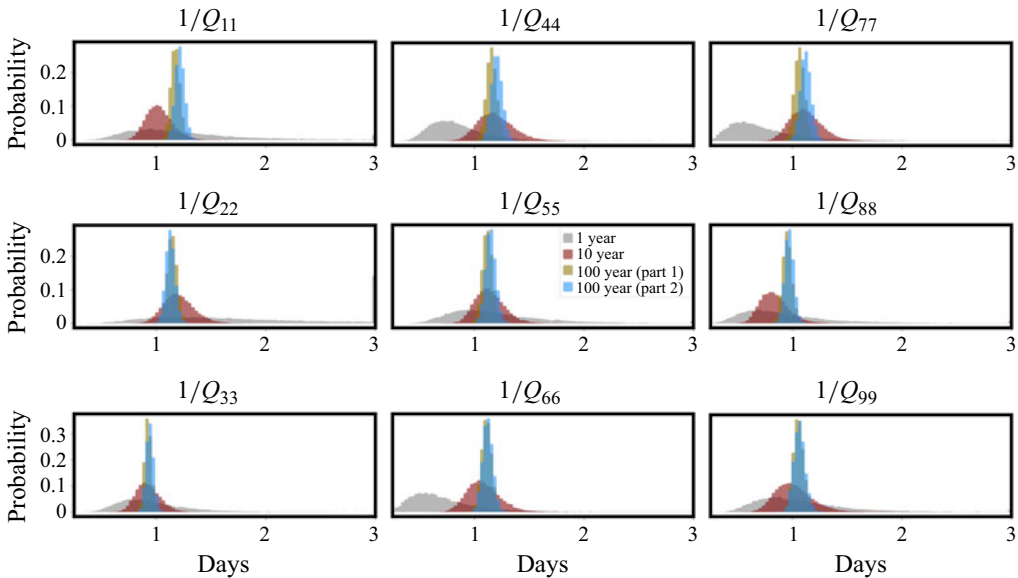 1/Q₁₁ 1/Q₄₄ 1/Q₇₇
Probability
0.2
0.1
0
1 2 3 1 2 3 1 2 3
1/Q₂₂ 1/Q₅₅ 1/Q₈₈
Probability
0.2
0.1
0
1 year
10 year
100 year (part 1)
100 year (part 2)
1 2 3 1 2 3 1 2 3
1/Q₃₃ 1/Q₆₆ 1/Q₉₉
Probability
0.3
0.1
0
1 2 3 1 2 3 1 2 3
Days Days Days